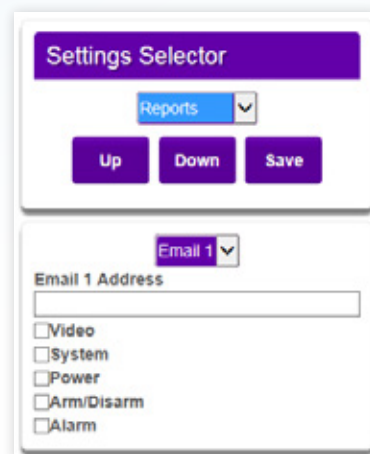 Settings Selector
Reports
Up Down Save
Email 1
Email 1 Address
Video
System
Power
Arm/Disarm
Alarm